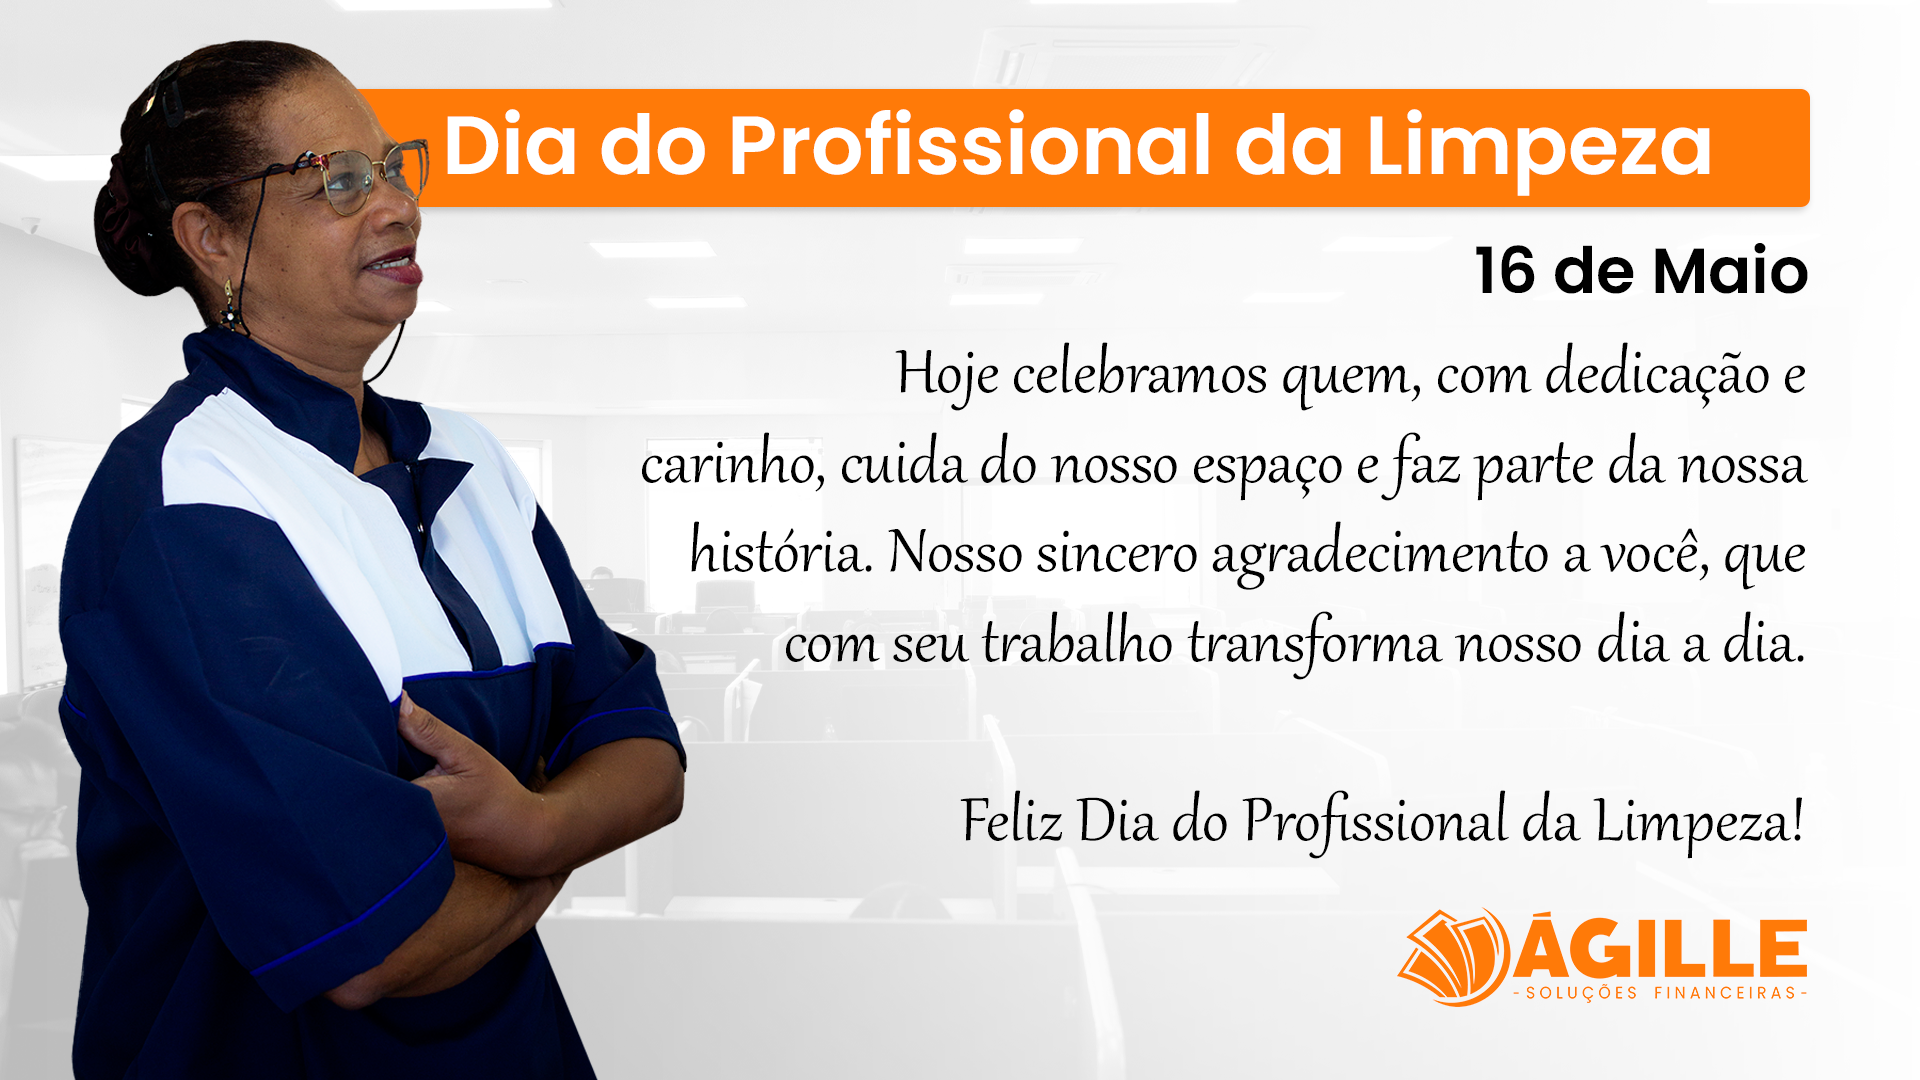 Dia do Profissional da Limpeza
16 de Maio
Hoje celebramos quem, com dedicação e
carinho, cuida do nosso espaço e faz parte da nossa
história. Nosso sincero agradecimento a você, que
com seu trabalho transforma nosso dia a dia.
Feliz Dia do Profissional da Limpeza!
ÁGILLE
-SOLUÇÕES FINANCEIRAS-